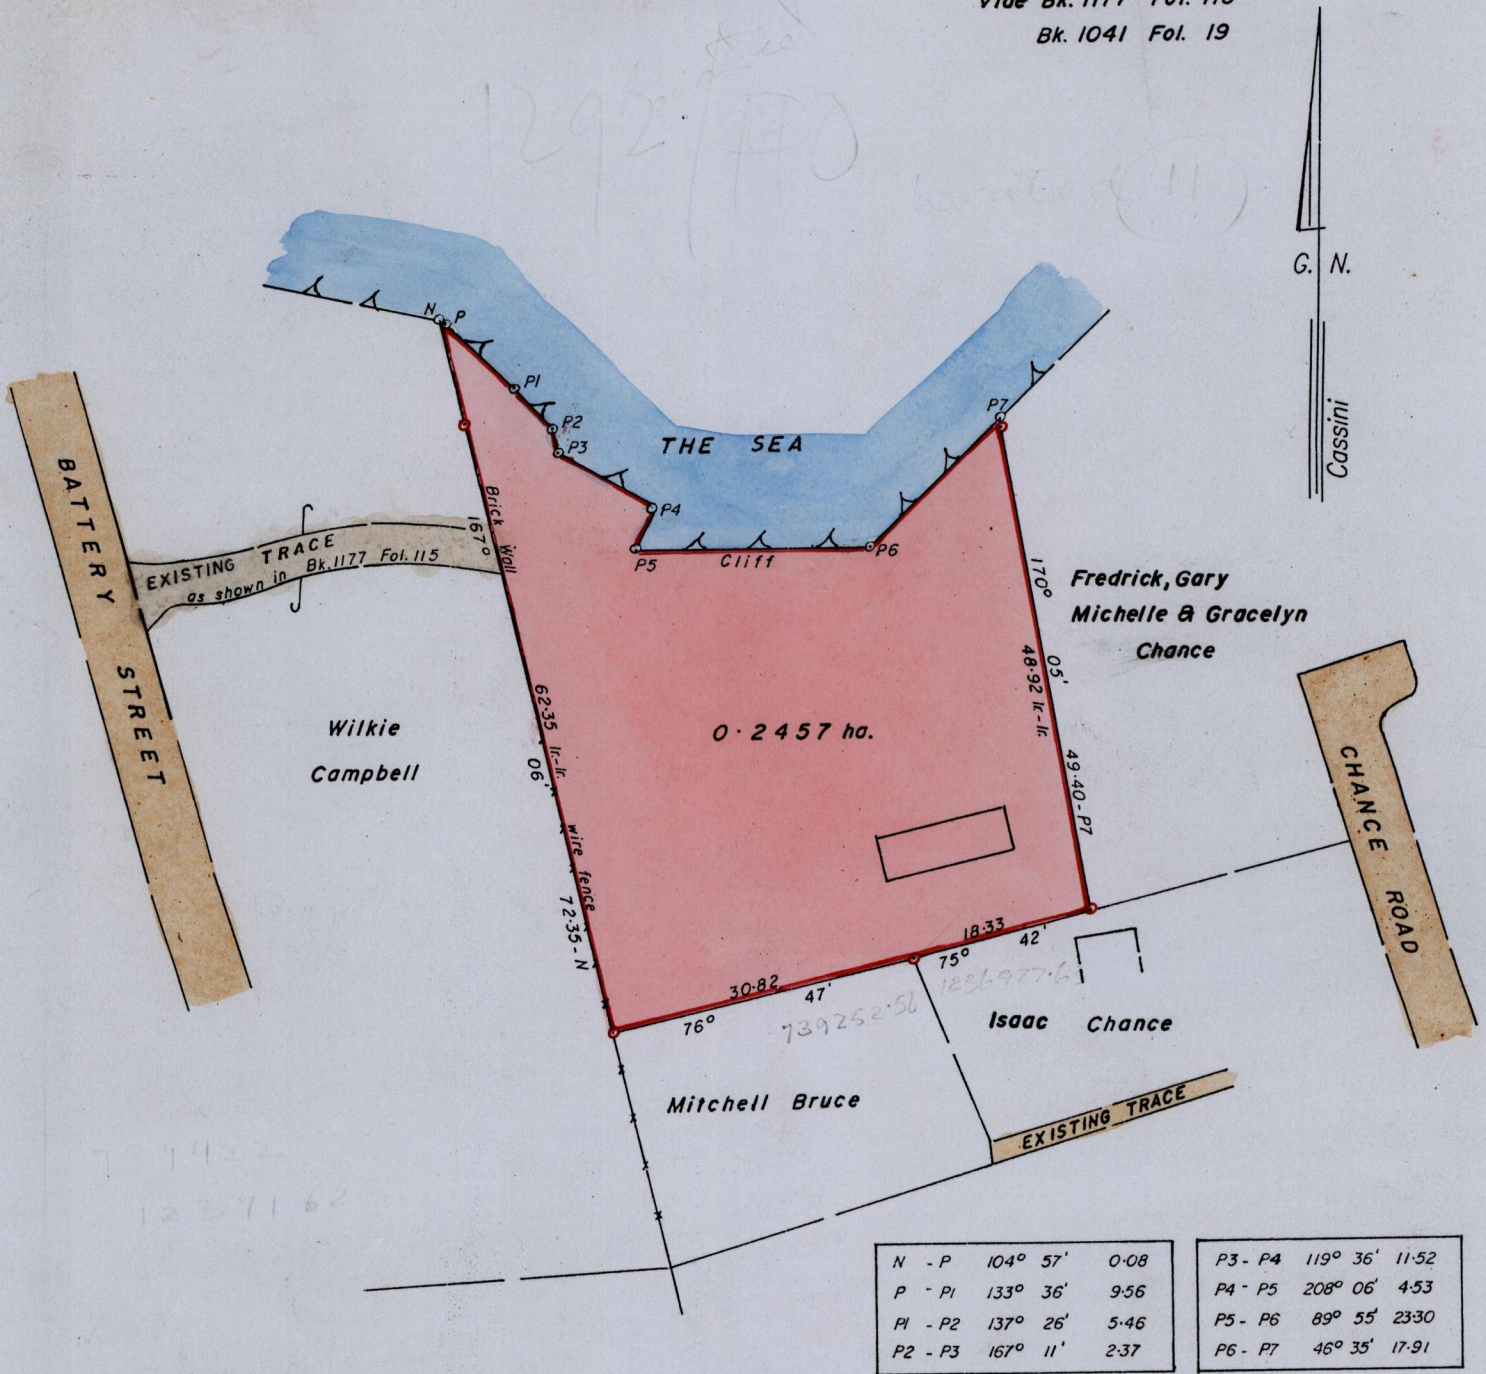 Bk. 1041 Fol. 19
G. N.
Cassini
N P
P1
P2
P3
P4
P5
P6
P7
THE SEA
Cliff
BATTERY STREET
EXISTING TRACE
as shown in Bk. 1177 Fol. 115
Brick Wall
167° 06'
62·35 Ir.-Ir.
wire fence
72·35 - N
170° 05'
48·92 Ir-Ir.
49·40 - P7
Fredrick, Gary
Michelle & Gracelyn
Chance
Wilkie
Campbell
0·2457 ha.
CHANCE ROAD
18·33
75° 42'
30·82
76° 47'
739252·56
Isaac Chance
Mitchell Bruce
EXISTING TRACE
N - P 104° 57' 0·08
P - P1 133° 36' 9·56
P1 - P2 137° 26' 5·46
P2 - P3 167° 11' 2·37
P3 - P4 119° 36' 11·52
P4 - P5 208° 06' 4·53
P5 - P6 89° 55' 23·30
P6 - P7 46° 35' 17·91